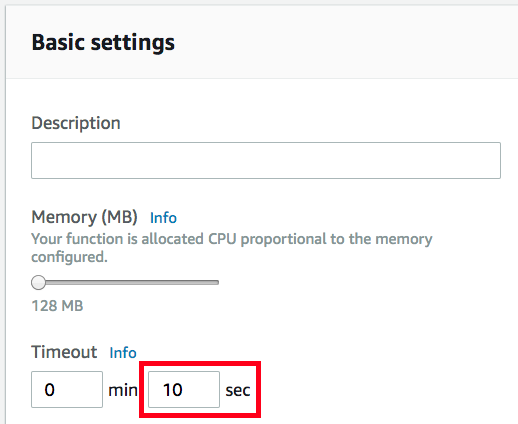 Basic settings
Description
Memory (MB) Info
Your function is allocated CPU proportional to the memory
configured.
128 MB
Timeout Info
0 min 10 sec